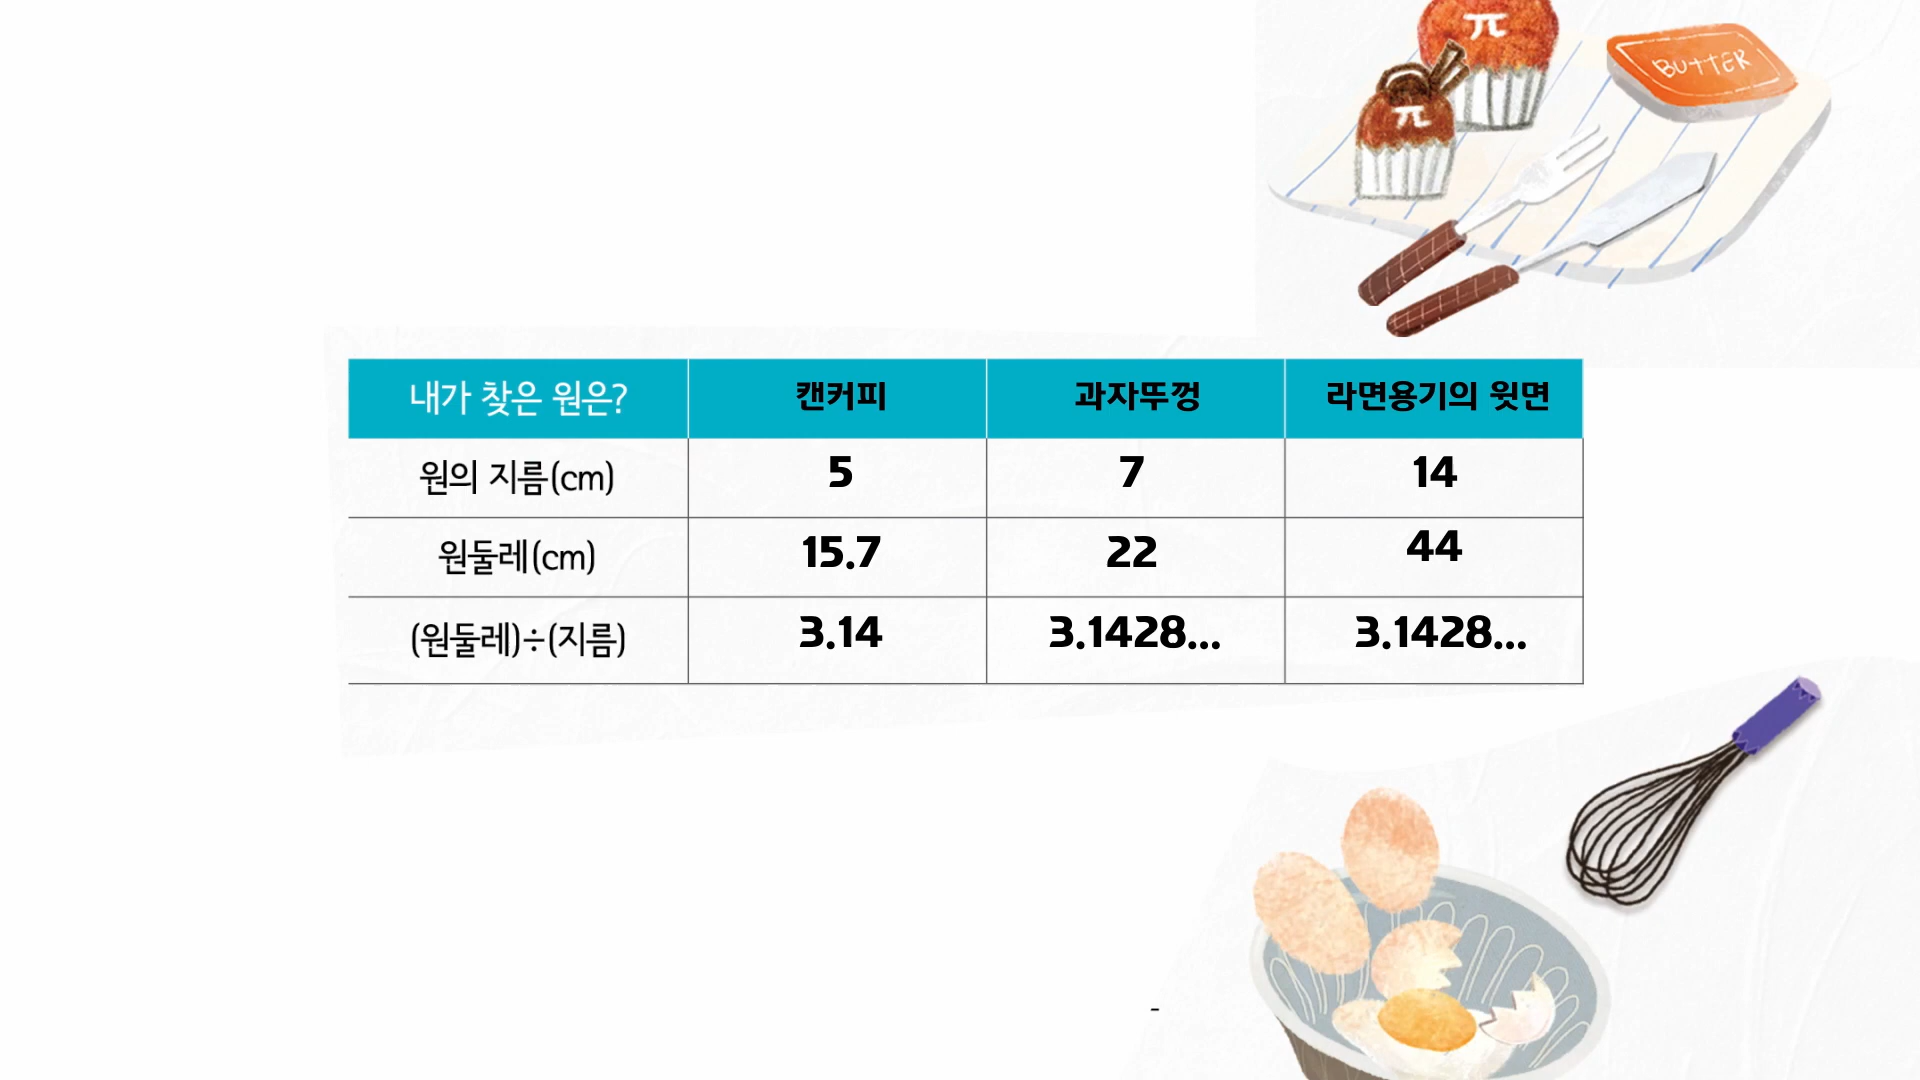 π
BUTTER
π
내가 찾은 원은? 캔커피 과자뚜껑 라면용기의 윗면
원의 지름(cm) 5 7 14
원둘레(cm) 15.7 22 44
(원둘레)÷(지름) 3.14 3.1428... 3.1428...
-